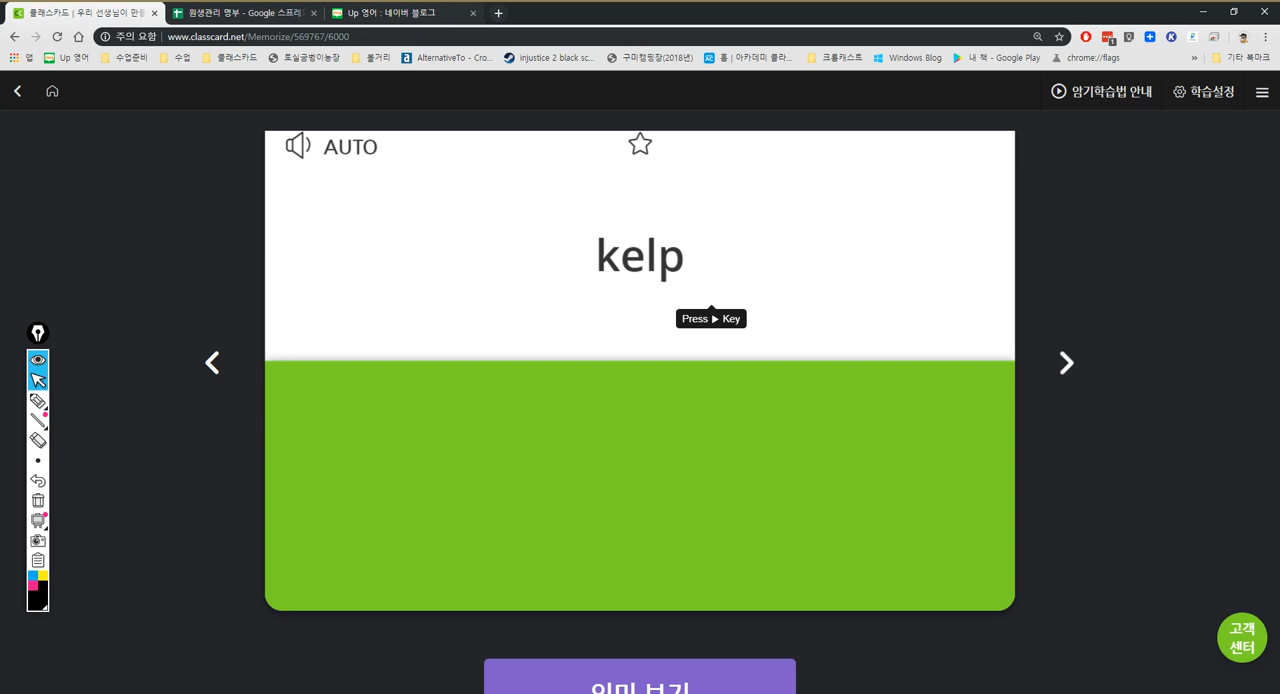 클래스카드 | 우리 선생님이 만든
원생관리 명부 - Google 스프레
Up 영어 : 네이버 블로그
주의 요함 | www.classcard.net/Memorize/569767/6000
앱 Up 영어 수업준비 수업 클래스카드 토실공벙이농장 볼거리 AlternativeTo - Cro... Injustice 2 black sc... 구미캠핑장(2018년) 홈 | 아카데미 클라... 크롬캐스트 Windows Blog 내 책 - Google Play chrome://flags » 기타 북마크
암기학습법 안내 학습설정
AUTO
kelp
Press ▶ Key
고객
센터
의미 보기